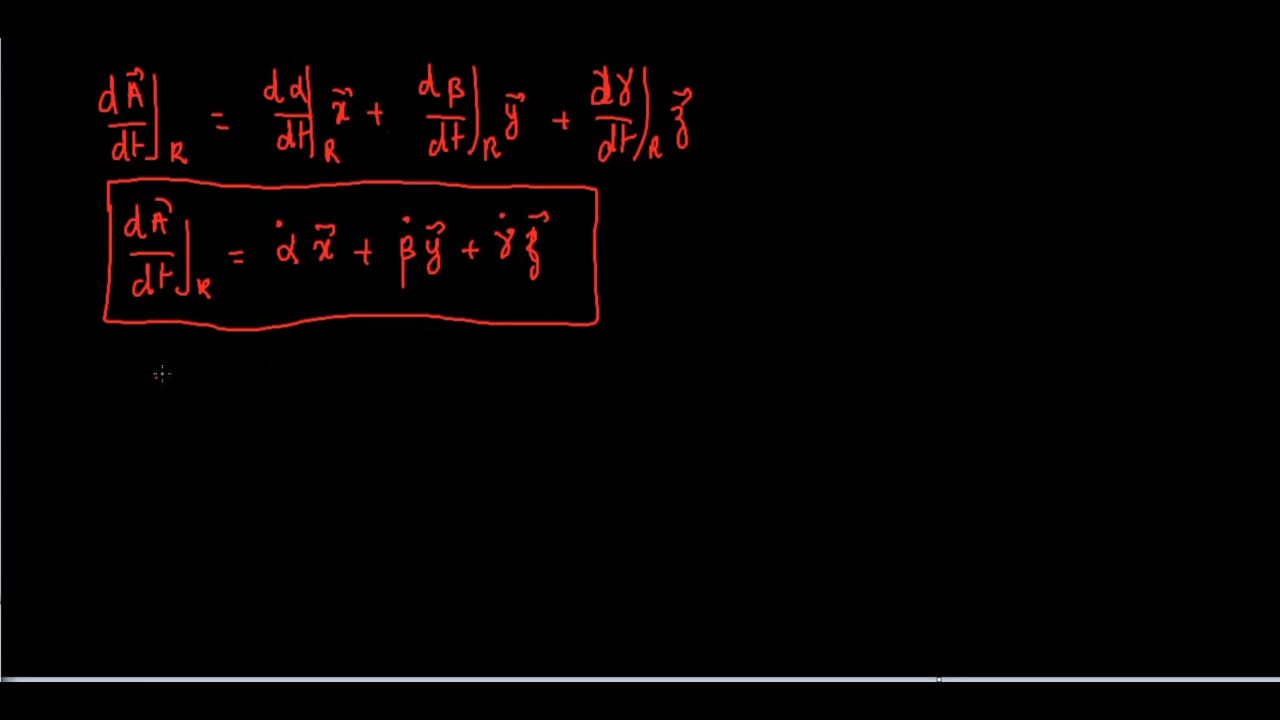 dA⃗/dt]_R = dα/dt|_R x⃗ + dβ/dt]_R y⃗ + dγ/dt)_R z⃗
dA⃗/dt]_R = α̇ x⃗ + β̇ y⃗ + γ̇ z⃗